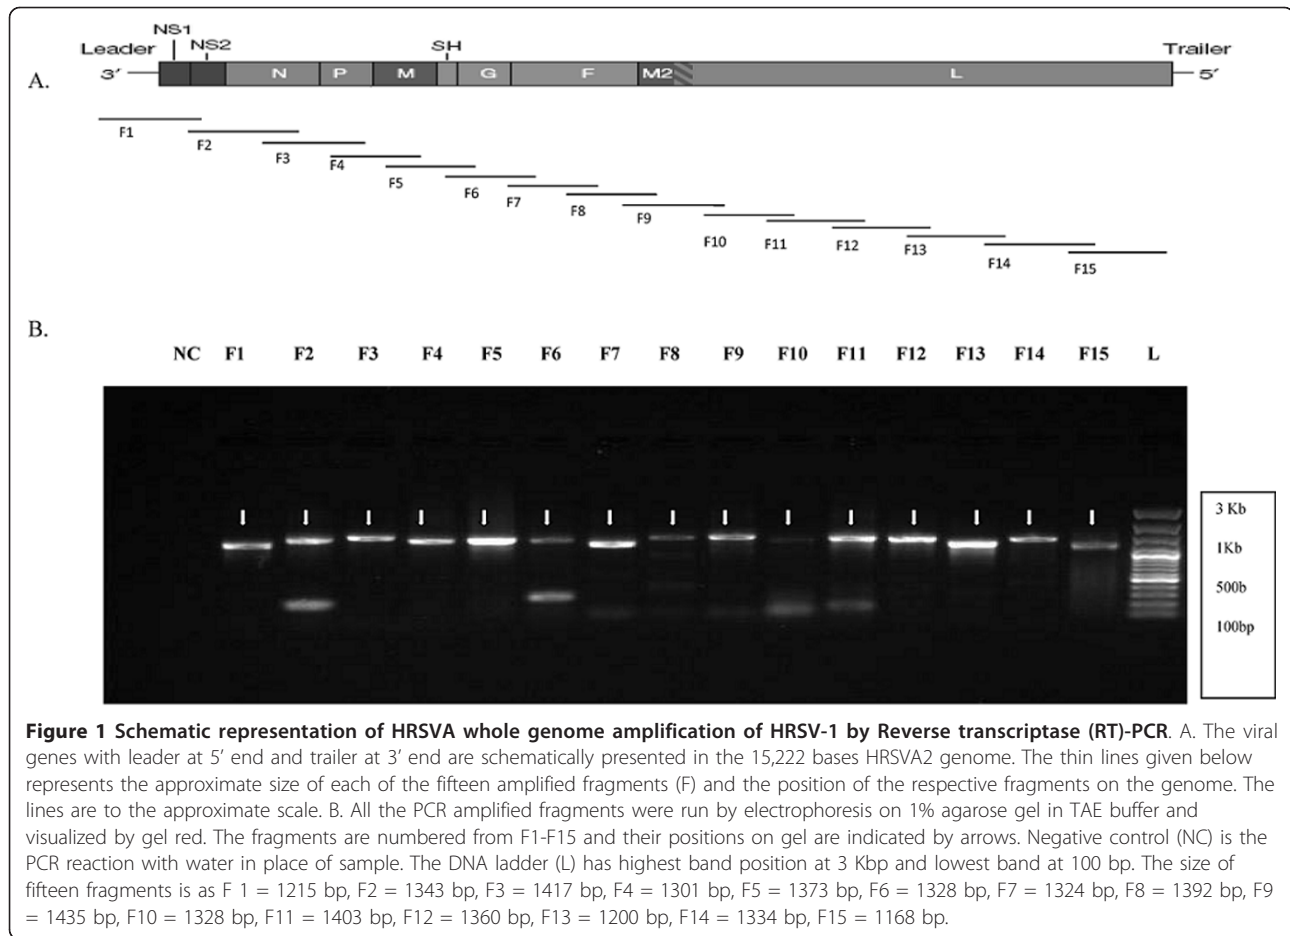 NS1
Leader
NS2
SH
Trailer
A.
3′
N
P
M
G
F
M2
L
5′
F1
F2
F3
F4
F5
F6
F7
F8
F9
F10
F11
F12
F13
F14
F15
B.
NC F1 F2 F3 F4 F5 F6 F7 F8 F9 F10 F11 F12 F13 F14 F15 L
3 Kb
1Kb
500b
100bp
Figure 1 Schematic representation of HRSVA whole genome amplification of HRSV-1 by Reverse transcriptase (RT)-PCR. A. The viral
genes with leader at 5’ end and trailer at 3’ end are schematically presented in the 15,222 bases HRSVA2 genome. The thin lines given below
represents the approximate size of each of the fifteen amplified fragments (F) and the position of the respective fragments on the genome. The
lines are to the approximate scale. B. All the PCR amplified fragments were run by electrophoresis on 1% agarose gel in TAE buffer and
visualized by gel red. The fragments are numbered from F1-F15 and their positions on gel are indicated by arrows. Negative control (NC) is the
PCR reaction with water in place of sample. The DNA ladder (L) has highest band position at 3 Kbp and lowest band at 100 bp. The size of
fifteen fragments is as F 1 = 1215 bp, F2 = 1343 bp, F3 = 1417 bp, F4 = 1301 bp, F5 = 1373 bp, F6 = 1328 bp, F7 = 1324 bp, F8 = 1392 bp, F9
= 1435 bp, F10 = 1328 bp, F11 = 1403 bp, F12 = 1360 bp, F13 = 1200 bp, F14 = 1334 bp, F15 = 1168 bp.